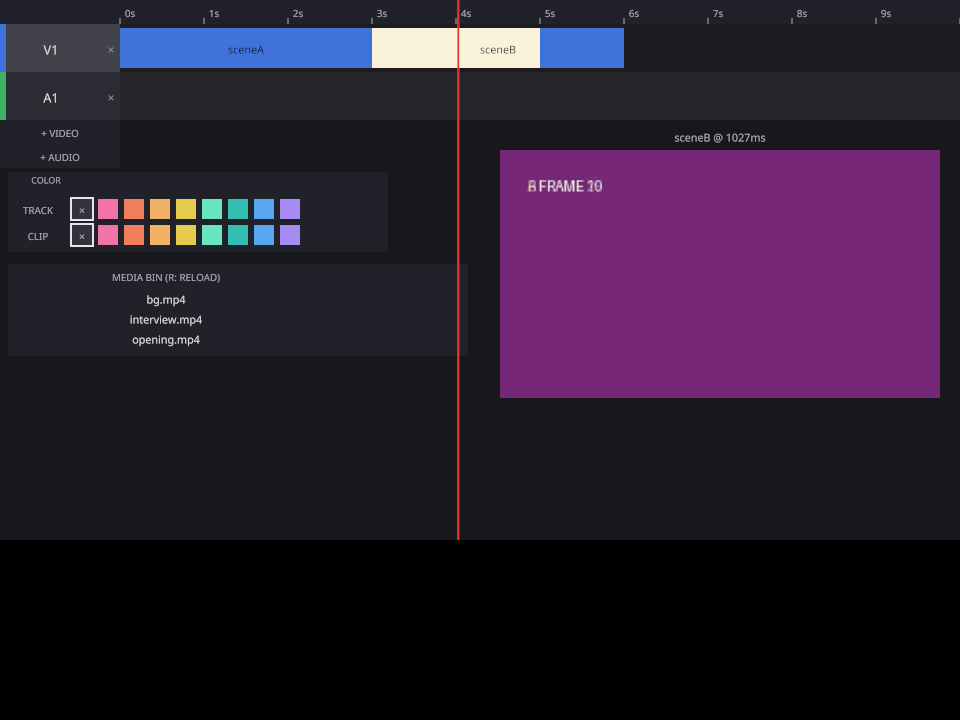 0s 1s 2s 3s 4s 5s 6s 7s 8s 9s
V1 × sceneA sceneB
A1 ×
+ VIDEO
+ AUDIO
sceneB @ 1027ms
COLOR
FRAME
TRACK ×
CLIP ×
MEDIA BIN (R: RELOAD)
bg.mp4
interview.mp4
opening.mp4